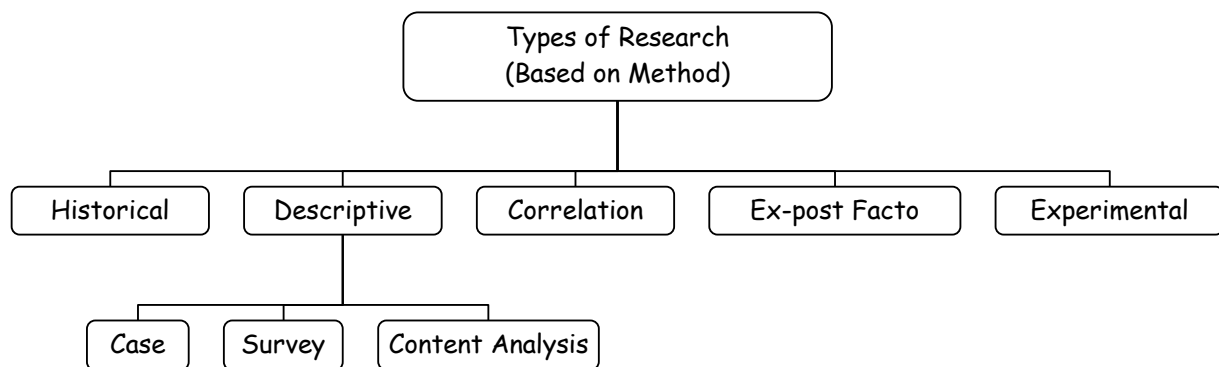 Types of Research
(Based on Method)
Historical
Descriptive
Correlation
Ex-post Facto
Experimental
Case
Survey
Content Analysis